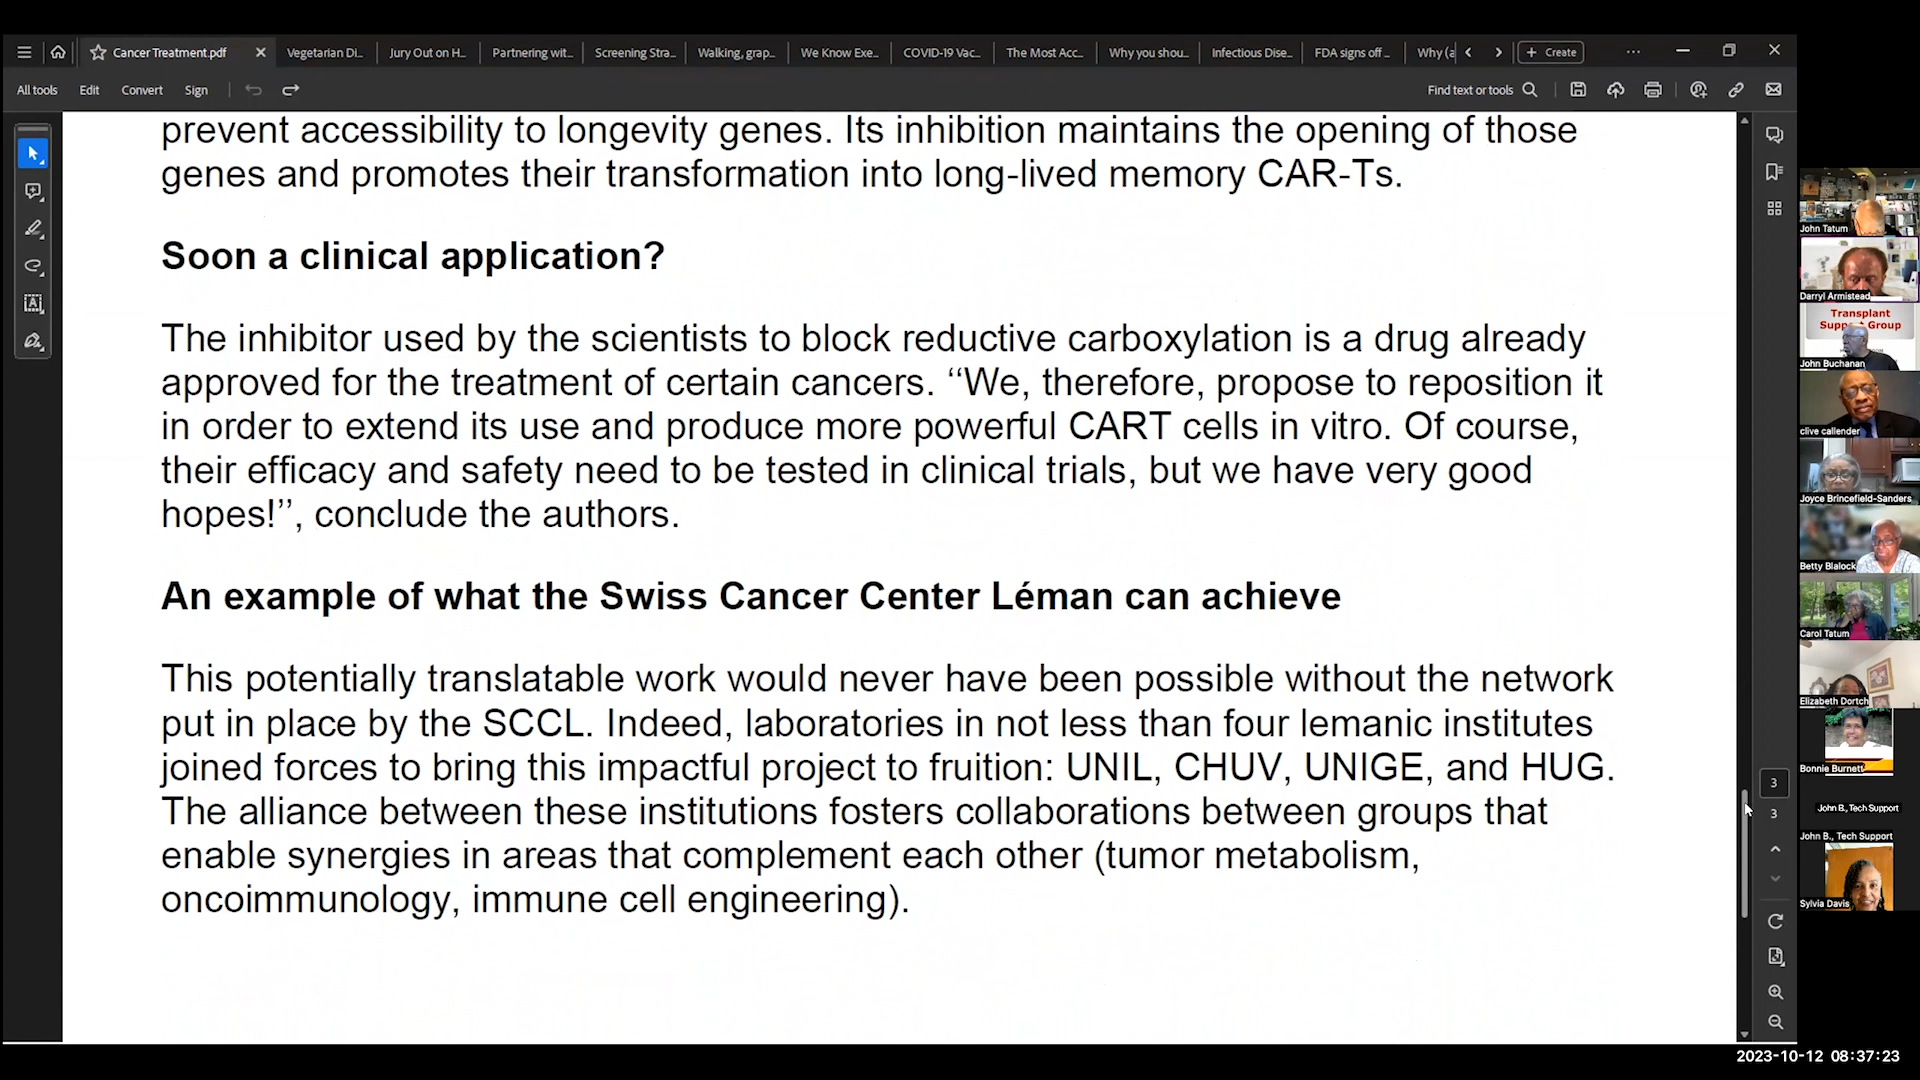 Cancer Treatment.pdf
Vegetarian Di...
Jury Out on H...
Partnering wit...
Screening Stra...
Walking, grap...
We Know Exe...
COVID-19 Vac...
The Most Acc...
Why you shou...
Infectious Dise...
FDA signs off ...
Why (a
Create
All tools
Edit
Convert
Sign
Find text or tools
prevent accessibility to longevity genes. Its inhibition maintains the opening of those
genes and promotes their transformation into long-lived memory CAR-Ts.
Soon a clinical application?
The inhibitor used by the scientists to block reductive carboxylation is a drug already
approved for the treatment of certain cancers. ‘‘We, therefore, propose to reposition it
in order to extend its use and produce more powerful CART cells in vitro. Of course,
their efficacy and safety need to be tested in clinical trials, but we have very good
hopes!’’, conclude the authors.
An example of what the Swiss Cancer Center Léman can achieve
This potentially translatable work would never have been possible without the network
put in place by the SCCL. Indeed, laboratories in not less than four lemanic institutes
joined forces to bring this impactful project to fruition: UNIL, CHUV, UNIGE, and HUG.
The alliance between these institutions fosters collaborations between groups that
enable synergies in areas that complement each other (tumor metabolism,
oncoimmunology, immune cell engineering).
3
3
John Tatum
Darryl Armistead
Transplant
Support Group
John Buchanan
clive callender
Joyce Brincefield-Sanders
Betty Blalock
Carol Tatum
Elizabeth Dortch
Bonnie Burnett
John B., Tech Support
John B., Tech Support
Sylvia Davis
2023-10-12 08:37:23